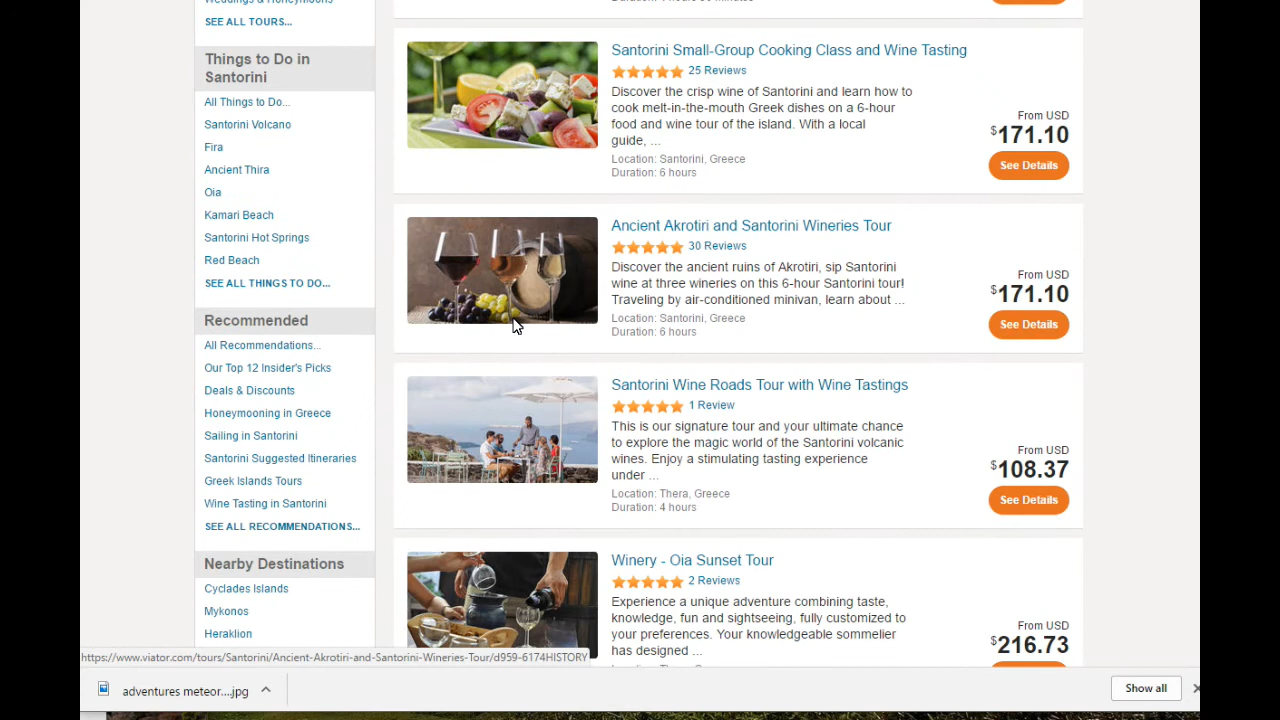 Weddings & Honeymoons
SEE ALL TOURS...
Things to Do in
Santorini
All Things to Do...
Santorini Volcano
Fira
Ancient Thira
Oia
Kamari Beach
Santorini Hot Springs
Red Beach
SEE ALL THINGS TO DO...
Recommended
All Recommendations...
Our Top 12 Insider's Picks
Deals & Discounts
Honeymooning in Greece
Sailing in Santorini
Santorini Suggested Itineraries
Greek Islands Tours
Wine Tasting in Santorini
SEE ALL RECOMMENDATIONS...
Nearby Destinations
Cyclades Islands
Mykonos
Heraklion
Santorini Small-Group Cooking Class and Wine Tasting
25 Reviews
Discover the crisp wine of Santorini and learn how to
cook melt-in-the-mouth Greek dishes on a 6-hour
food and wine tour of the island. With a local
guide, ...
Location: Santorini, Greece
Duration: 6 hours
From USD
$171.10
See Details
Ancient Akrotiri and Santorini Wineries Tour
30 Reviews
Discover the ancient ruins of Akrotiri, sip Santorini
wine at three wineries on this 6-hour Santorini tour!
Traveling by air-conditioned minivan, learn about ...
Location: Santorini, Greece
Duration: 6 hours
From USD
$171.10
See Details
Santorini Wine Roads Tour with Wine Tastings
1 Review
This is our signature tour and your ultimate chance
to explore the magic world of the Santorini volcanic
wines. Enjoy a stimulating tasting experience
under ...
Location: Thera, Greece
Duration: 4 hours
From USD
$108.37
See Details
Winery - Oia Sunset Tour
2 Reviews
Experience a unique adventure combining taste,
knowledge, fun and sightseeing, fully customized to
your preferences. Your knowledgeable sommelier
has designed ...
From USD
$216.73
https://www.viator.com/tours/Santorini/Ancient-Akrotiri-and-Santorini-Wineries-Tour/d959-6174HISTORY
adventures meteor....jpg
Show all